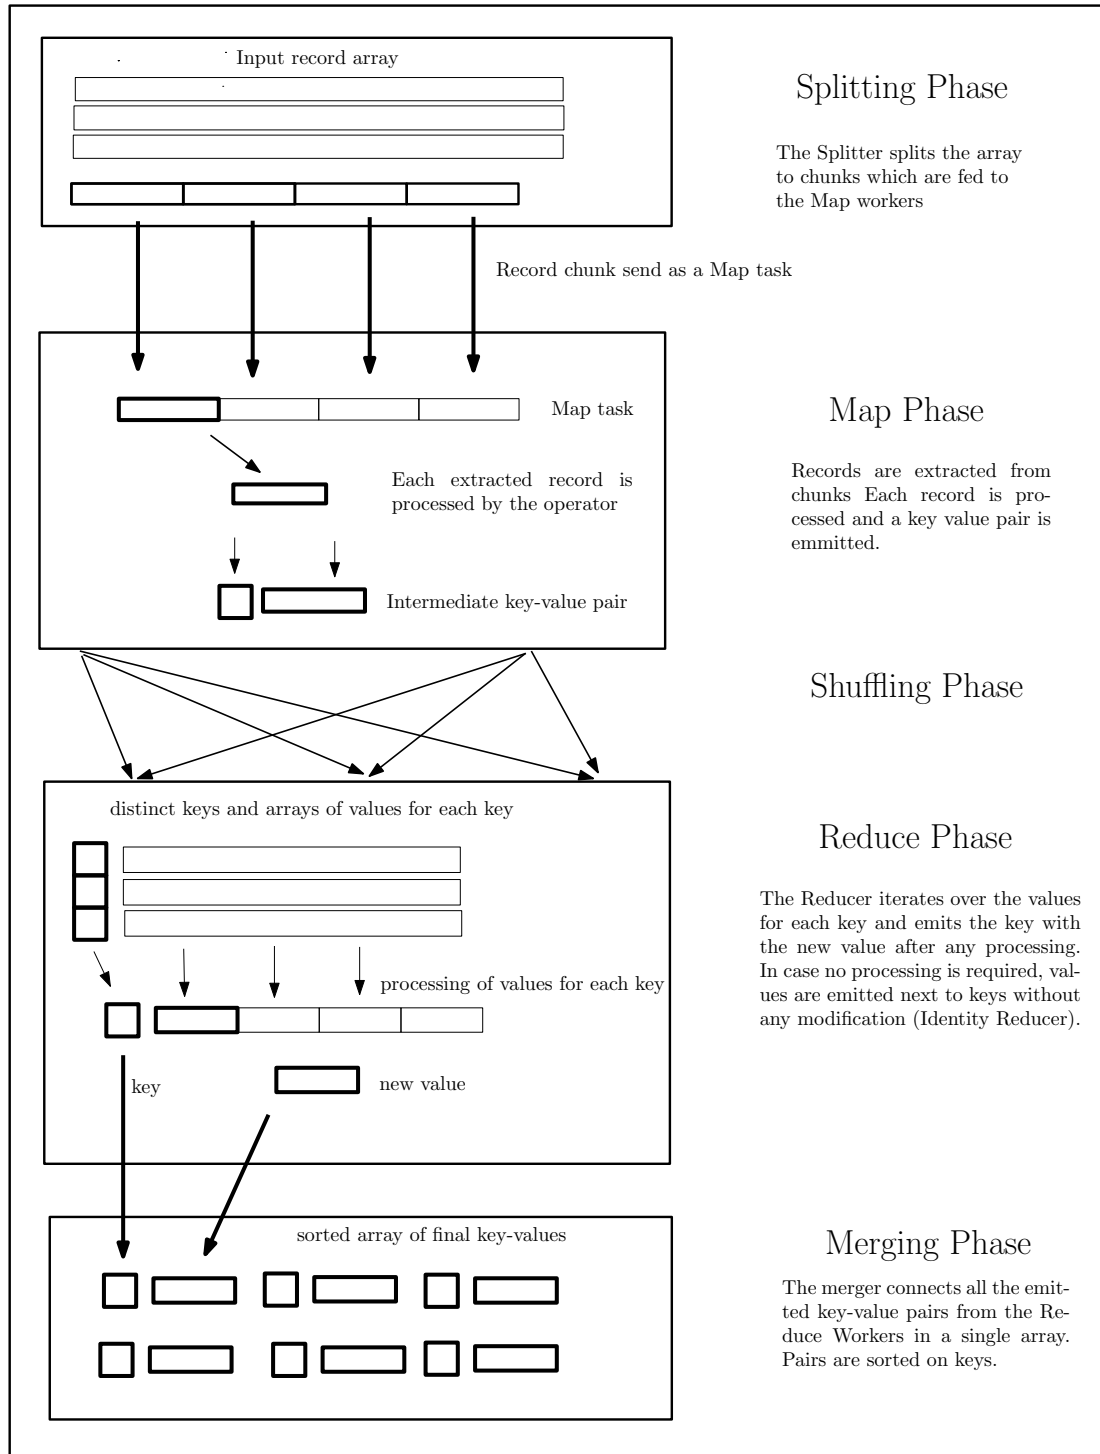 Input record array
Splitting Phase
The Splitter splits the array
to chunks which are fed to
the Map workers
Record chunk send as a Map task
Map task
Map Phase
Each extracted record is
processed by the operator
Records are extracted from
chunks Each record is pro-
cessed and a key value pair is
emmitted.
Intermediate key-value pair
Shuffling Phase
distinct keys and arrays of values for each key
Reduce Phase
The Reducer iterates over the values
for each key and emits the key with
the new value after any processing.
In case no processing is required, val-
ues are emitted next to keys without
any modification (Identity Reducer).
processing of values for each key
key
new value
sorted array of final key-values
Merging Phase
The merger connects all the emit-
ted key-value pairs from the Re-
duce Workers in a single array.
Pairs are sorted on keys.